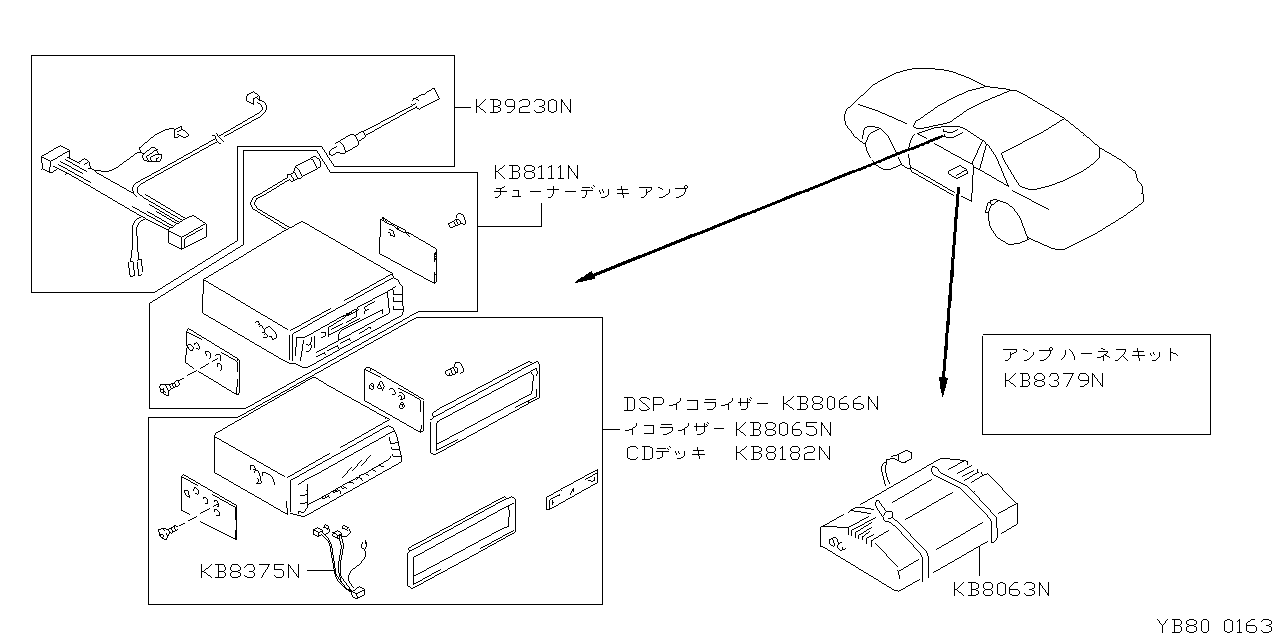 KB9230N
KB8111N
チューナーデッキ アンプ
アンプ ハーネスキット
KB8379N
DSPイコライザー KB8066N
イコライザー KB8065N
CDデッキ KB8182N
KB8375N
KB8063N
YB80 0163